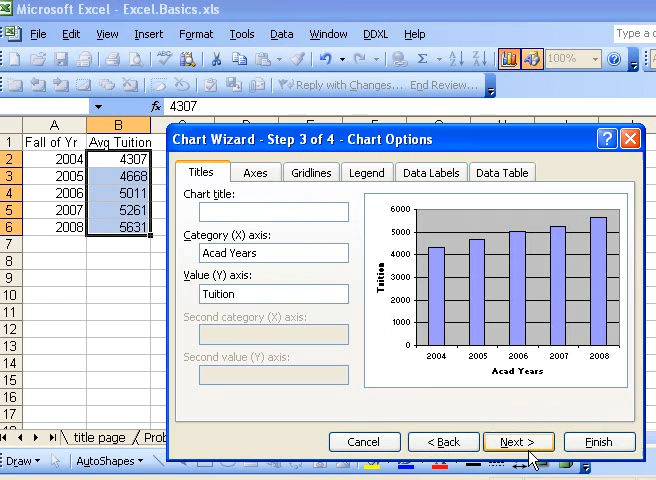 Microsoft Excel - Excel.Basics.xls
File Edit View Insert Format Tools Data Window DDXL Help Type a
100%
Reply with Changes... End Review...
fx 4307
A B
1 Fall of Yr Avg Tuition
2 2004 4307
3 2005 4668
4 2006 5011
5 2007 5261
6 2008 5631
7
8
9
10
11
12
13
14
15
16
17
Chart Wizard - Step 3 of 4 - Chart Options
Titles Axes Gridlines Legend Data Labels Data Table
Chart title:
Category (X) axis:
Acad Years
Value (Y) axis:
Tuition
Second category (X) axis:
Second value (Y) axis:
6000
5000
4000
3000
2000
1000
0
Tuition
2004 2005 2006 2007 2008
Acad Years
Cancel < Back Next > Finish
title page Prob
Draw AutoShapes